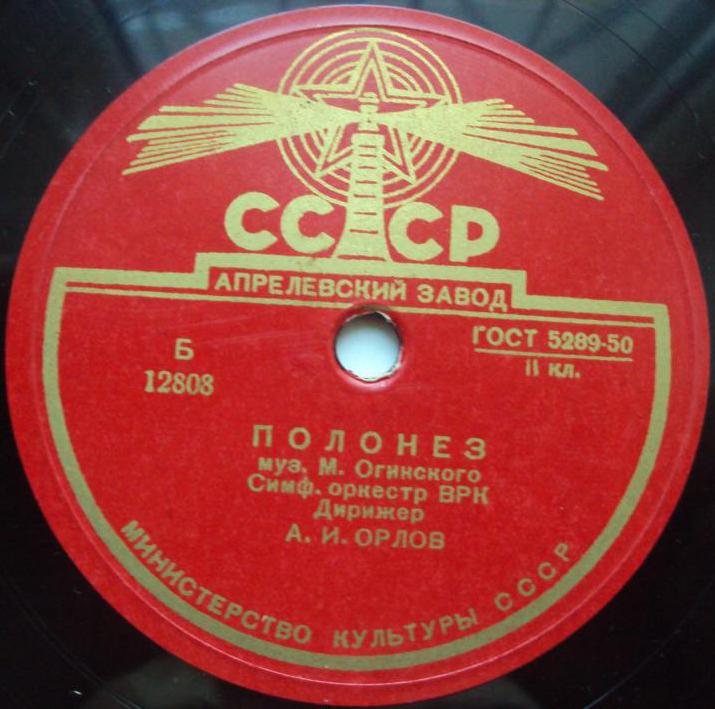 СССР
АПРЕЛЕВСКИЙ ЗАВОД
ГОСТ 5289-50
II кл.
Б
12808
ПОЛОНЕЗ
муз. М. Огинского
Симф. оркестр ВРК
Дирижер
А. И. ОРЛОВ
МИНИСТЕРСТВО КУЛЬТУРЫ СССР